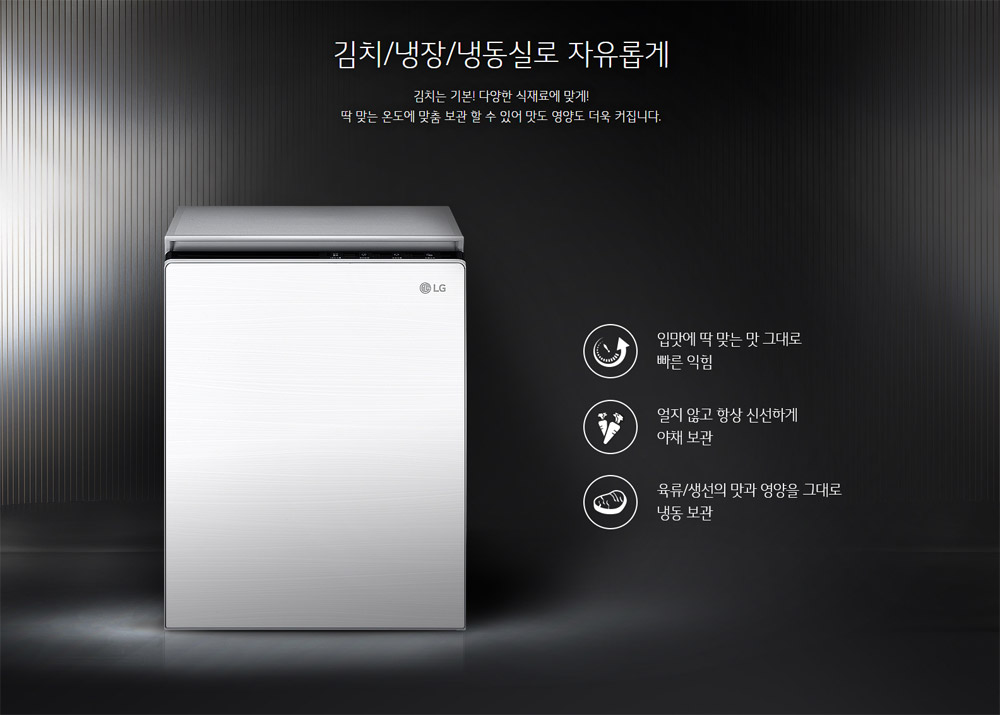 김치/냉장/냉동실로 자유롭게
김치는 기본! 다양한 식재료에 맞게!
딱 맞는 온도에 맞춤 보관 할 수 있어 맛도 영양도 더욱 커집니다.
LG
입맛에 딱 맞는 맛 그대로
빠른 익힘
얼지 않고 항상 신선하게
야채 보관
육류/생선의 맛과 영양을 그대로
냉동 보관